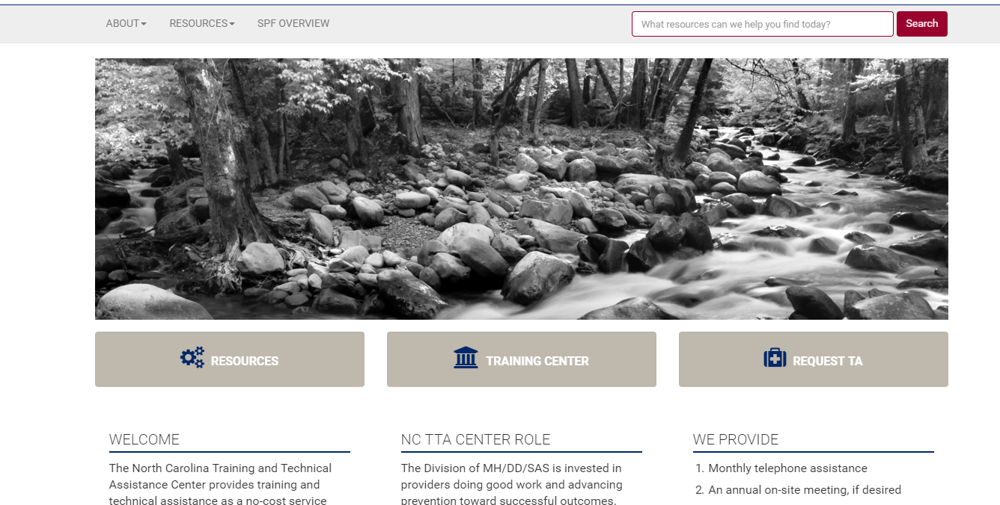 ABOUT RESOURCES SPF OVERVIEW What resources can we help you find today? Search
RESOURCES TRAINING CENTER REQUEST TA
WELCOME
The North Carolina Training and Technical
Assistance Center provides training and
technical assistance as a no-cost service
NC TTA CENTER ROLE
The Division of MH/DD/SAS is invested in
providers doing good work and advancing
prevention toward successful outcomes.
WE PROVIDE
1. Monthly telephone assistance
2. An annual on-site meeting, if desired